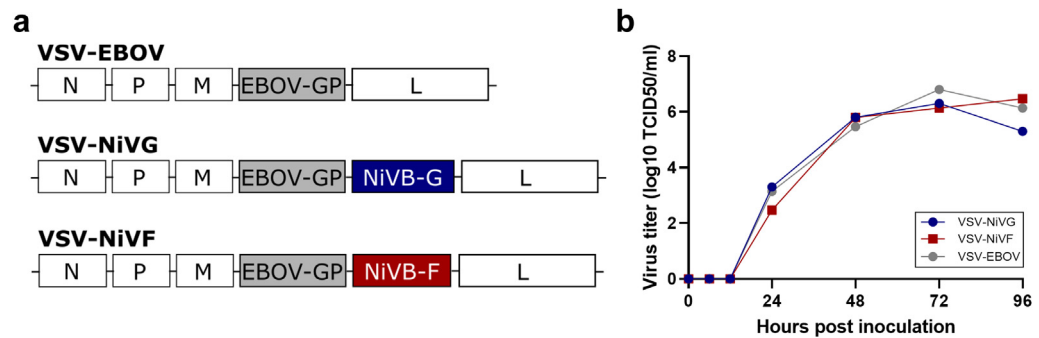 a
VSV-EBOV
N P M EBOV-GP L
VSV-NiVG
N P M EBOV-GP NiVB-G L
VSV-NiVF
N P M EBOV-GP NiVB-F L
b
Virus titer (log10 TCID50/ml)
8
6
4
2
0
0 24 48 72 96
Hours post inoculation
VSV-NiVG
VSV-NiVF
VSV-EBOV